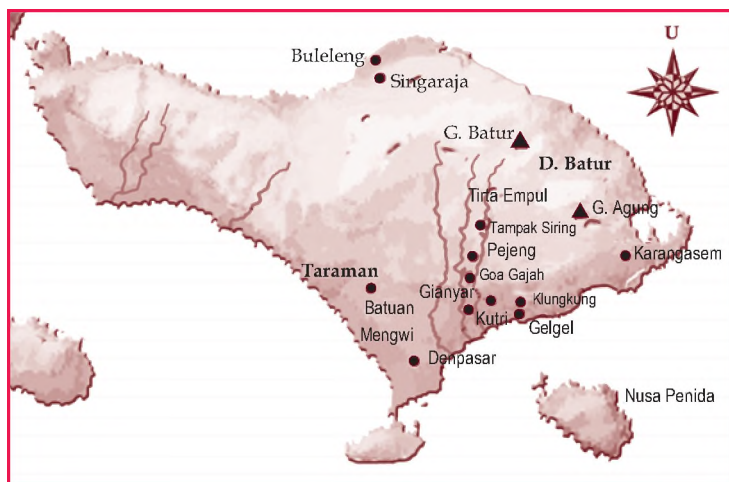 U
Buleleng
Singaraja
G. Batur
D. Batur
Tirta Empul
G. Agung
Tampak Siring
Pejeng
Karangasem
Taraman
Goa Gajah
Gianyar
Klungkung
Batuan
Kutri
Gelgel
Mengwi
Denpasar
Nusa Penida